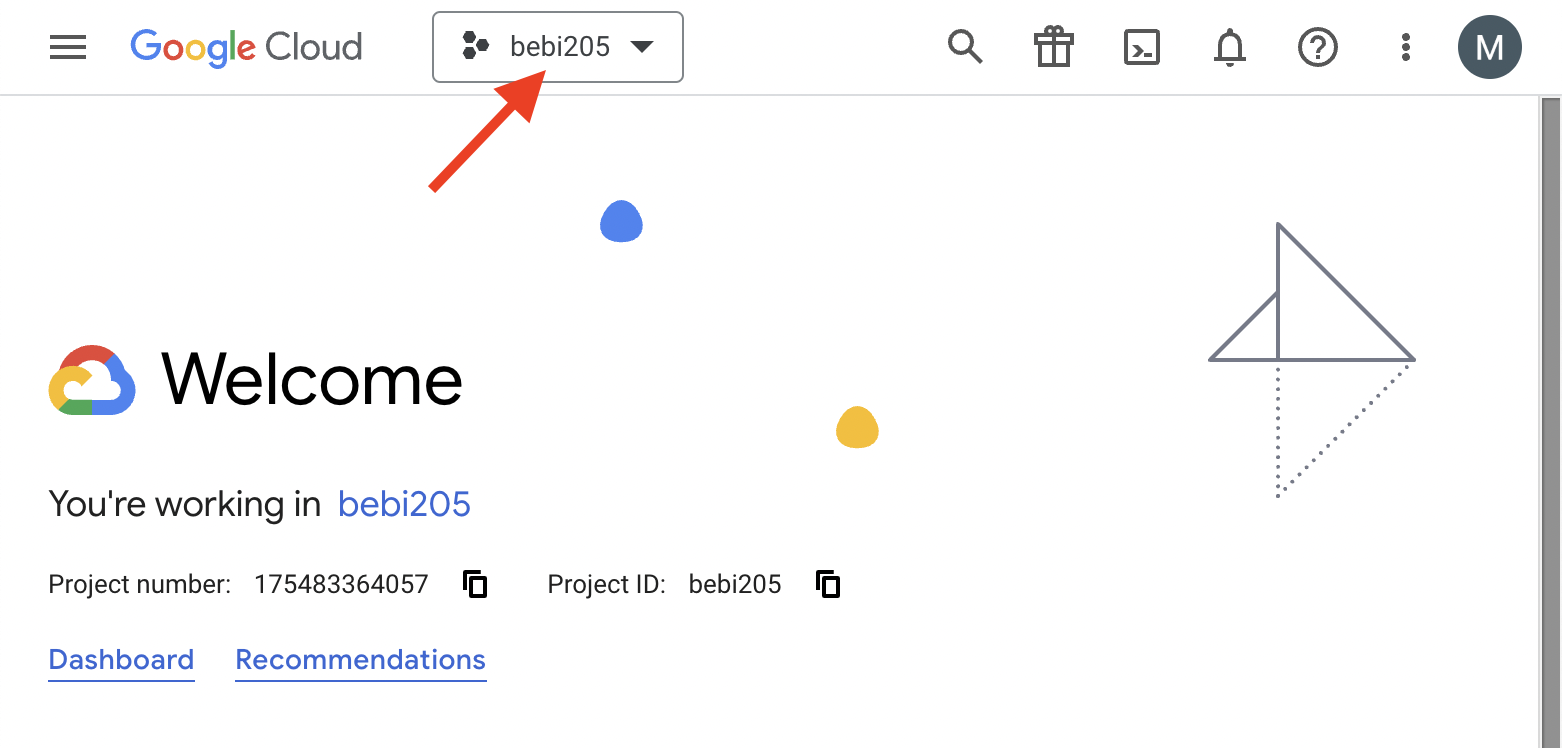 Google Cloud
bebi205
M
Welcome
You're working in bebi205
Project number: 175483364057 Project ID: bebi205
Dashboard Recommendations